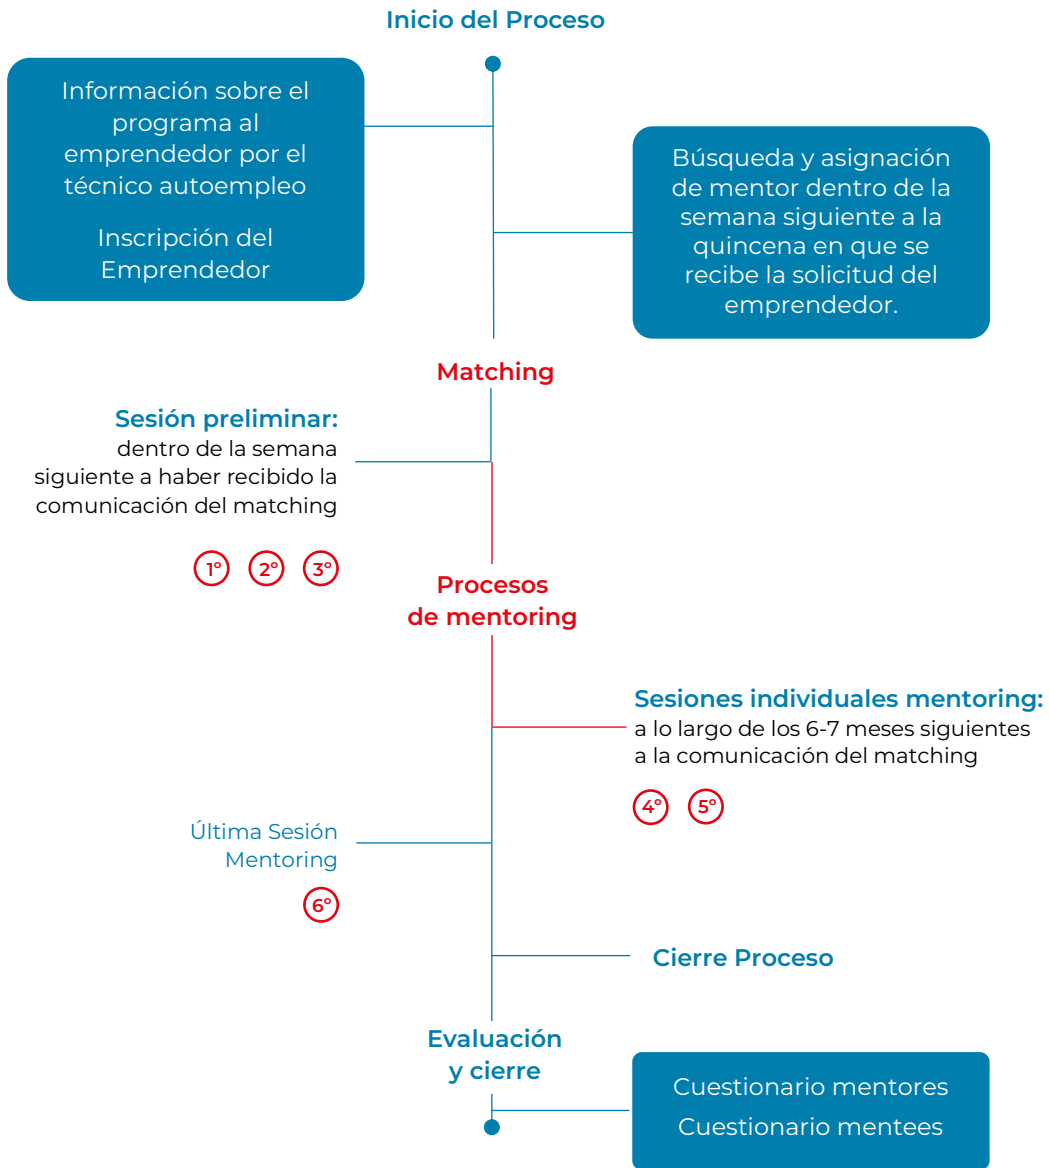 Inicio del Proceso
Información sobre el
programa al
emprendedor por el
técnico autoempleo
Inscripción del
Emprendedor
Búsqueda y asignación
de mentor dentro de la
semana siguiente a la
quincena en que se
recibe la solicitud del
emprendedor.
Matching
Sesión preliminar:
dentro de la semana
siguiente a haber recibido la
comunicación del matching
1º 2º 3º
Procesos
de mentoring
Sesiones individuales mentoring:
a lo largo de los 6-7 meses siguientes
a la comunicación del matching
4º 5º
Última Sesión
Mentoring
6º
Cierre Proceso
Evaluación
y cierre
Cuestionario mentores
Cuestionario mentees